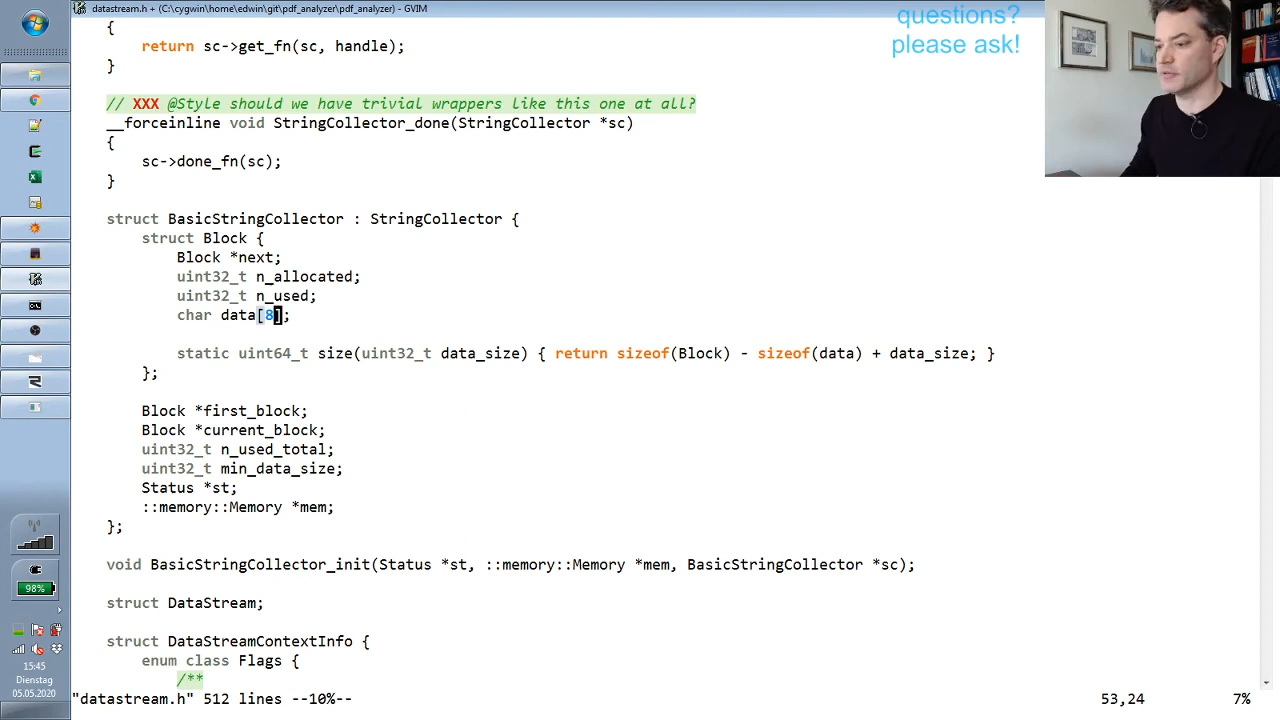 datastream.h + (C:\cygwin\home\edwin\git\pdf_analyzer\pdf_analyzer) - GVIM
questions?
please ask!
{
return sc->get_fn(sc, handle);
}
// XXX @Style should we have trivial wrappers like this one at all?
__forceinline void StringCollector_done(StringCollector *sc)
{
sc->done_fn(sc);
}
struct BasicStringCollector : StringCollector {
struct Block {
Block *next;
uint32_t n_allocated;
uint32_t n_used;
char data[8];
static uint64_t size(uint32_t data_size) { return sizeof(Block) - sizeof(data) + data_size; }
};
Block *first_block;
Block *current_block;
uint32_t n_used_total;
uint32_t min_data_size;
Status *st;
::memory::Memory *mem;
};
void BasicStringCollector_init(Status *st, ::memory::Memory *mem, BasicStringCollector *sc);
struct DataStream;
struct DataStreamContextInfo {
enum class Flags {
/**
"datastream.h" 512 lines --10%-- 53,24 7%
98%
15:45
Dienstag
05.05.2020